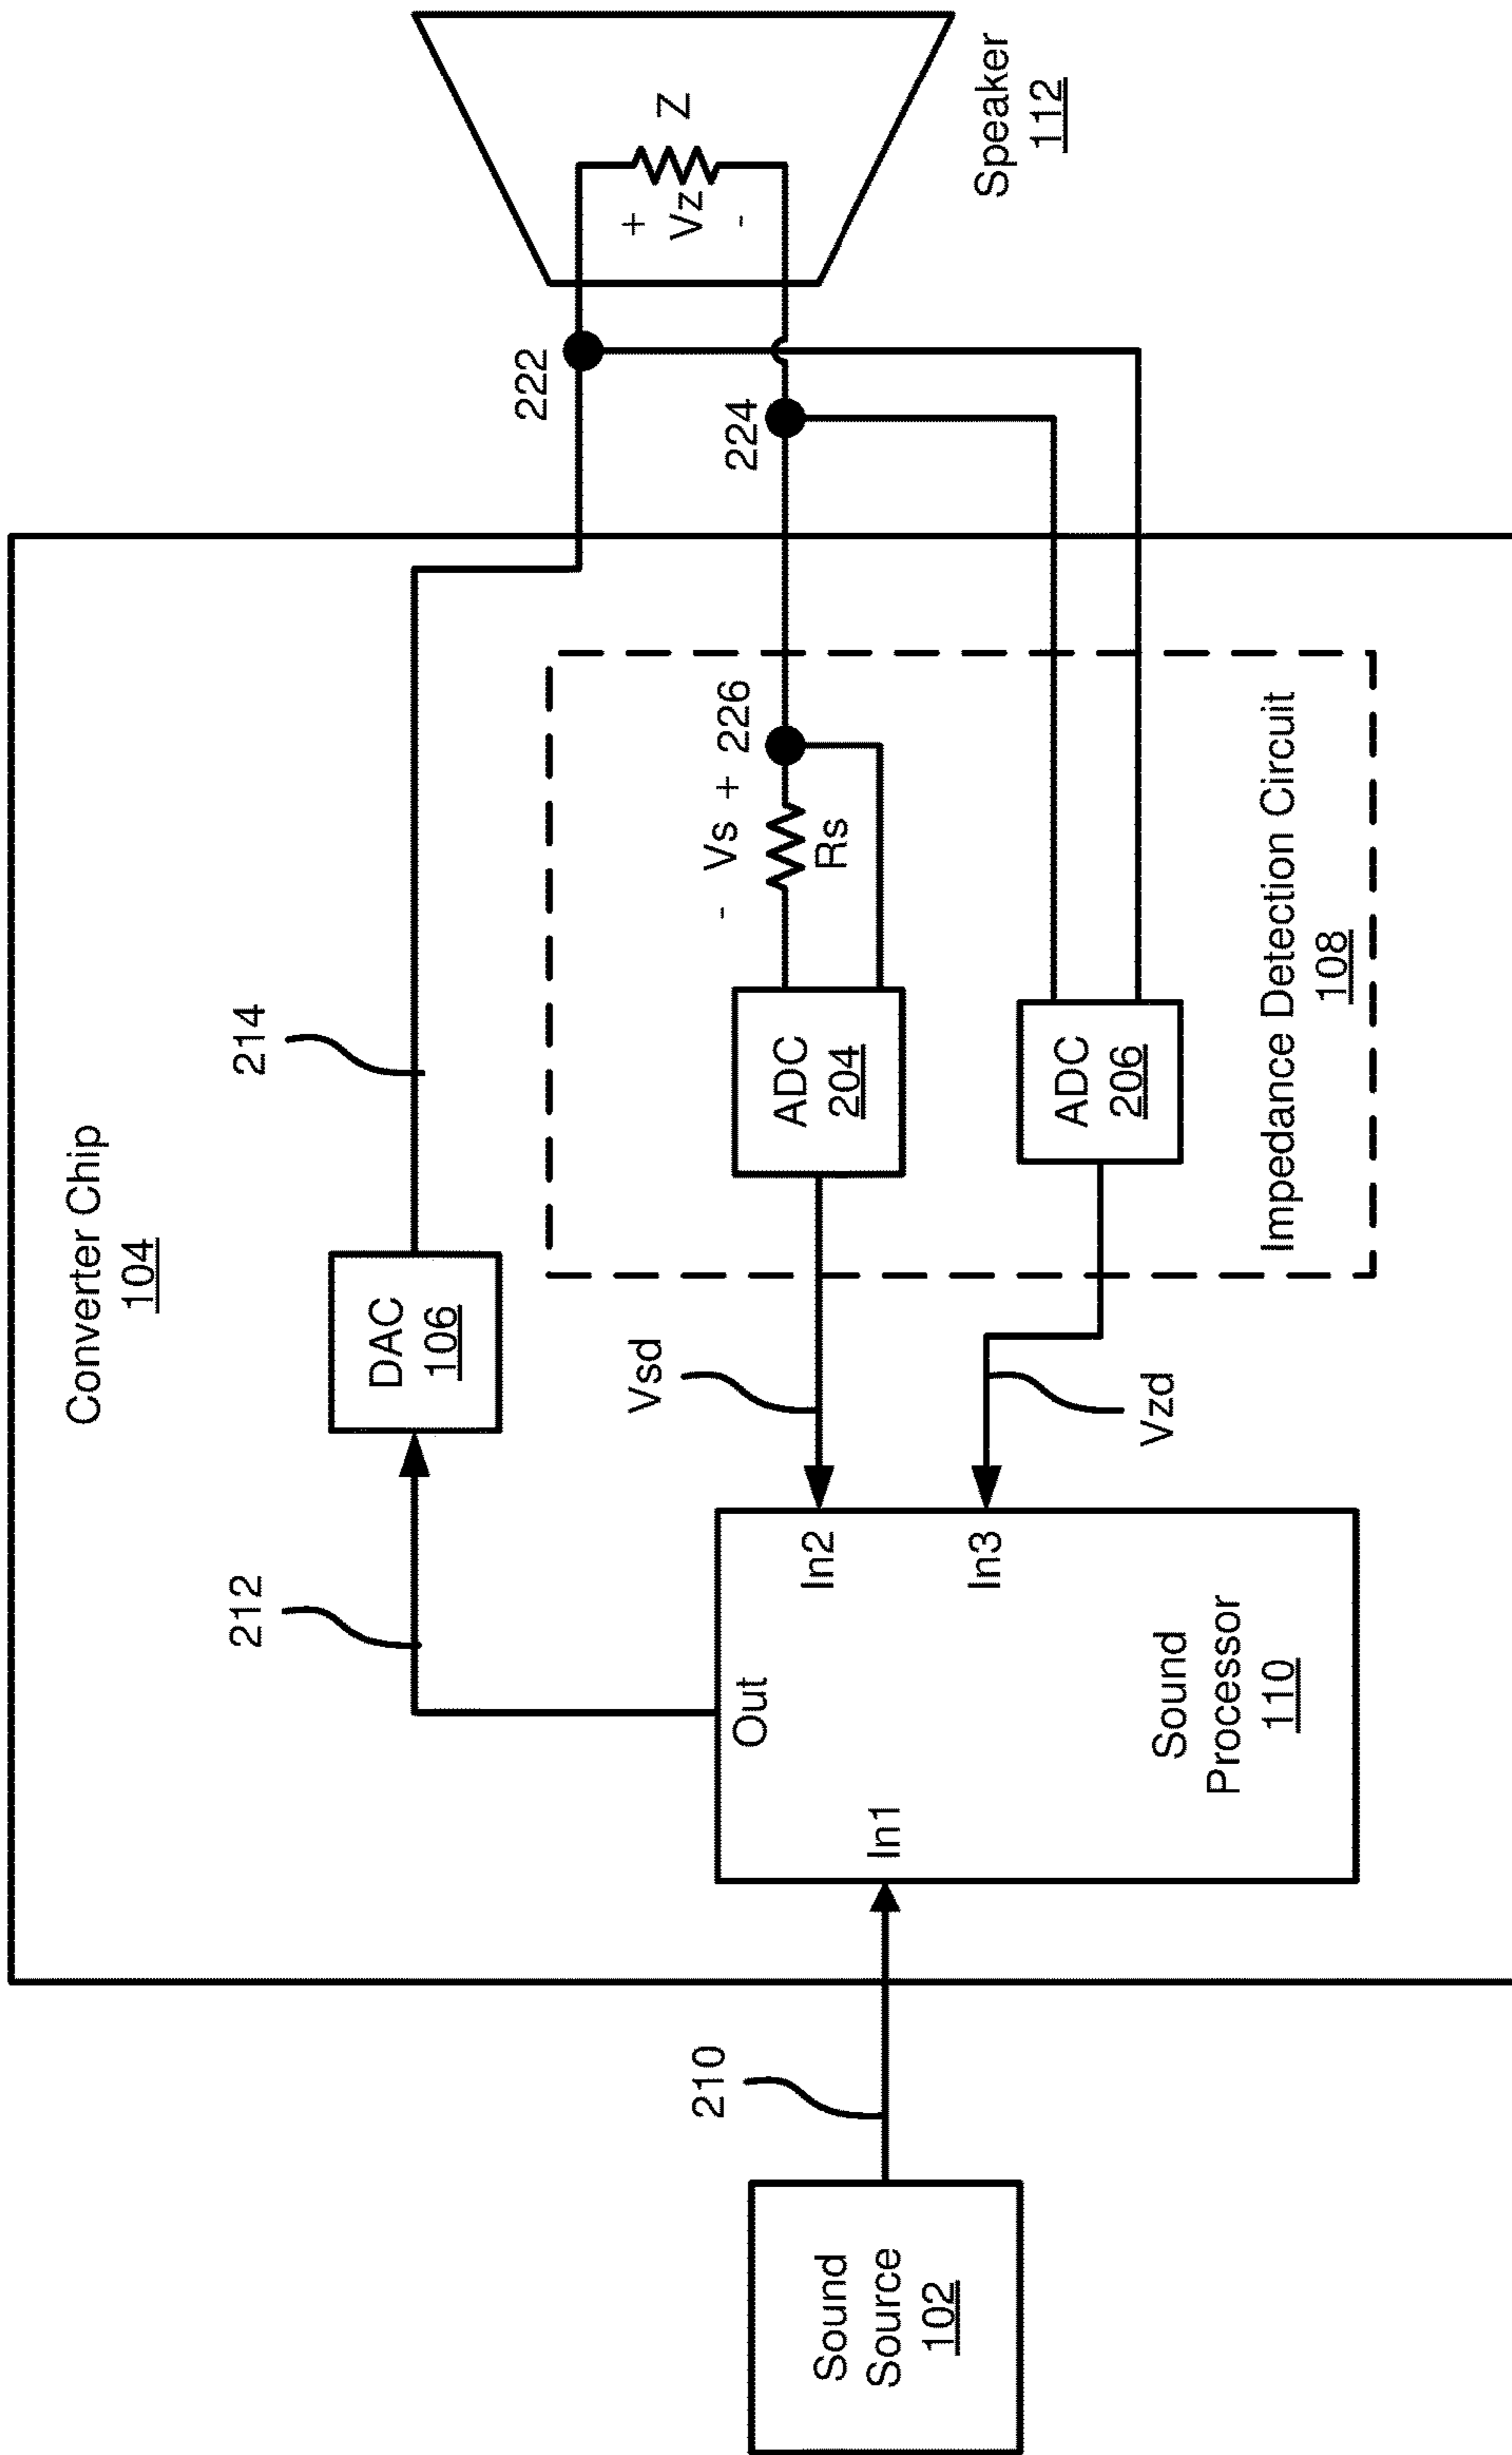 Converter Chip
104
Sound
Source
102
210
212
Out
In1
In2
In3
Sound
Processor
110
DAC
106
214
Vsd
Vzd
ADC
204
ADC
206
- Vs +
Rs
226
Impedance Detection Circuit
108
222
224
+
Vz
-
Z
Speaker
112